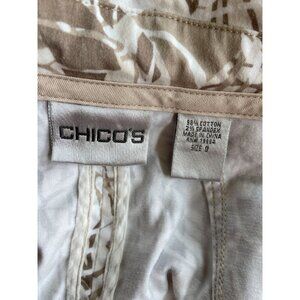 CHICO'S
98% COTTON
2% SPANDEX
MADE IN CHINA
SIZE 0